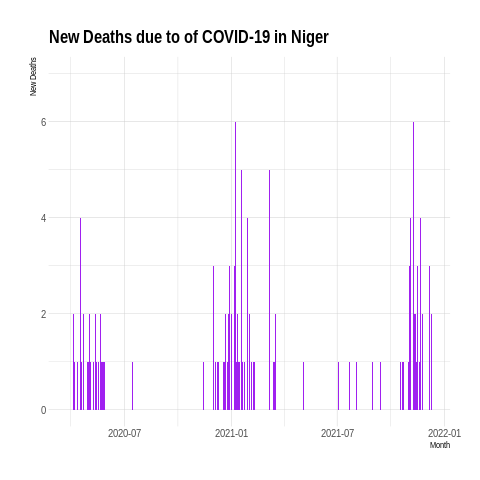 New Deaths due to of COVID-19 in Niger
New Deaths
6
4
2
0
2020-07
2021-01
2021-07
2022-01
Month